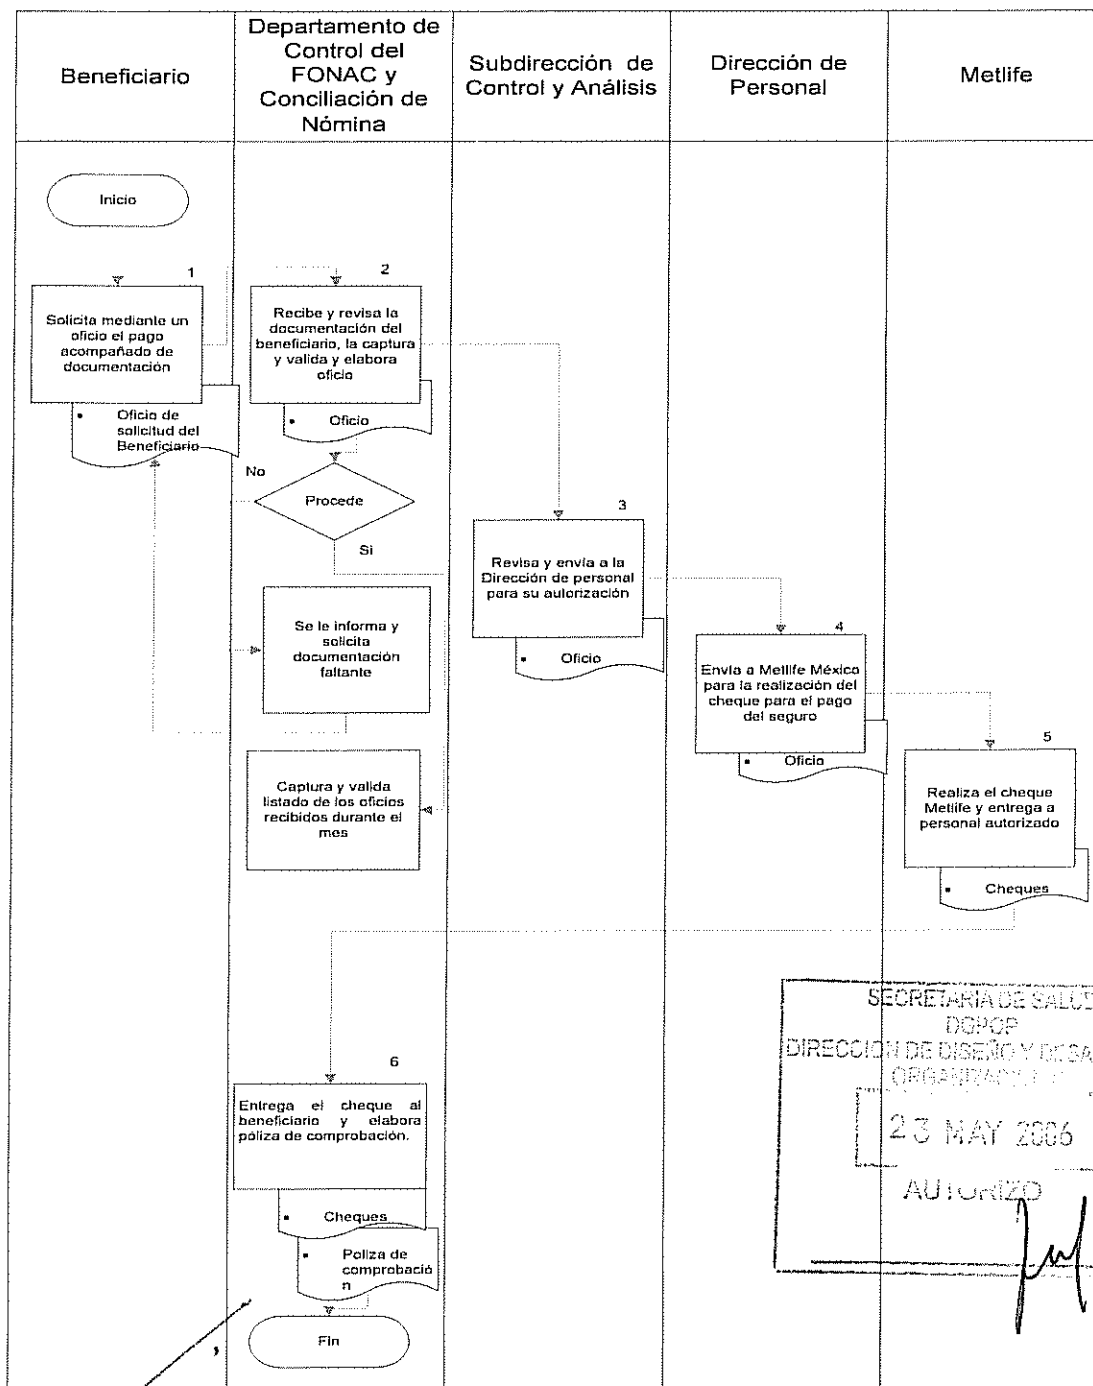 Beneficiario
Departamento de
Control del
FONAC y
Conciliación de
Nómina
Subdirección de
Control y Análisis
Dirección de
Personal
Metlife
Inicio
1
Solicita mediante un
oficio el pago
acompañado de
documentación
Oficio de
solicitud del
Beneficiario
2
Recibe y revisa la
documentación del
beneficiario, la captura
y valida y elabora
oficio
Oficio
No
Procede
Si
3
Revisa y envía a la
Dirección de personal
para su autorización
Oficio
Se le informa y
solicita
documentación
faltante
4
Envía a Metlife México
para la realización del
cheque para el pago
del seguro
Oficio
Captura y valida
listado de los oficios
recibidos durante el
mes
5
Realiza el cheque
Metlife y entrega a
personal autorizado
Cheques
6
Entrega el cheque al
beneficiario y elabora
póliza de comprobación.
Cheques
Poliza de
comprobació
n
Fin
SECRETARIA DE SALUD
DGPOP
DIRECCION DE DISEÑO Y DESA
23 MAY 2006
AUTORIZO